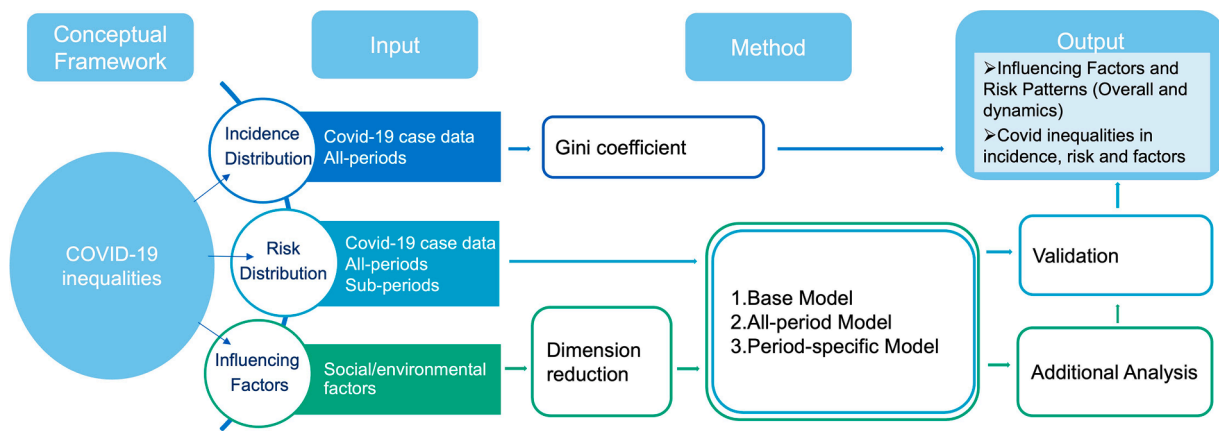 Conceptual
Framework
Input
Method
Output
➢Influencing Factors and
Risk Patterns (Overall and
dynamics)
➢Covid inequalities in
incidence, risk and factors
COVID-19
inequalities
Incidence
Distribution
Covid-19 case data
All-periods
Gini coefficient
Risk
Distribution
Covid-19 case data
All-periods
Sub-periods
1.Base Model
2.All-period Model
3.Period-specific Model
Validation
Influencing
Factors
Social/environmental
factors
Dimension
reduction
Additional Analysis